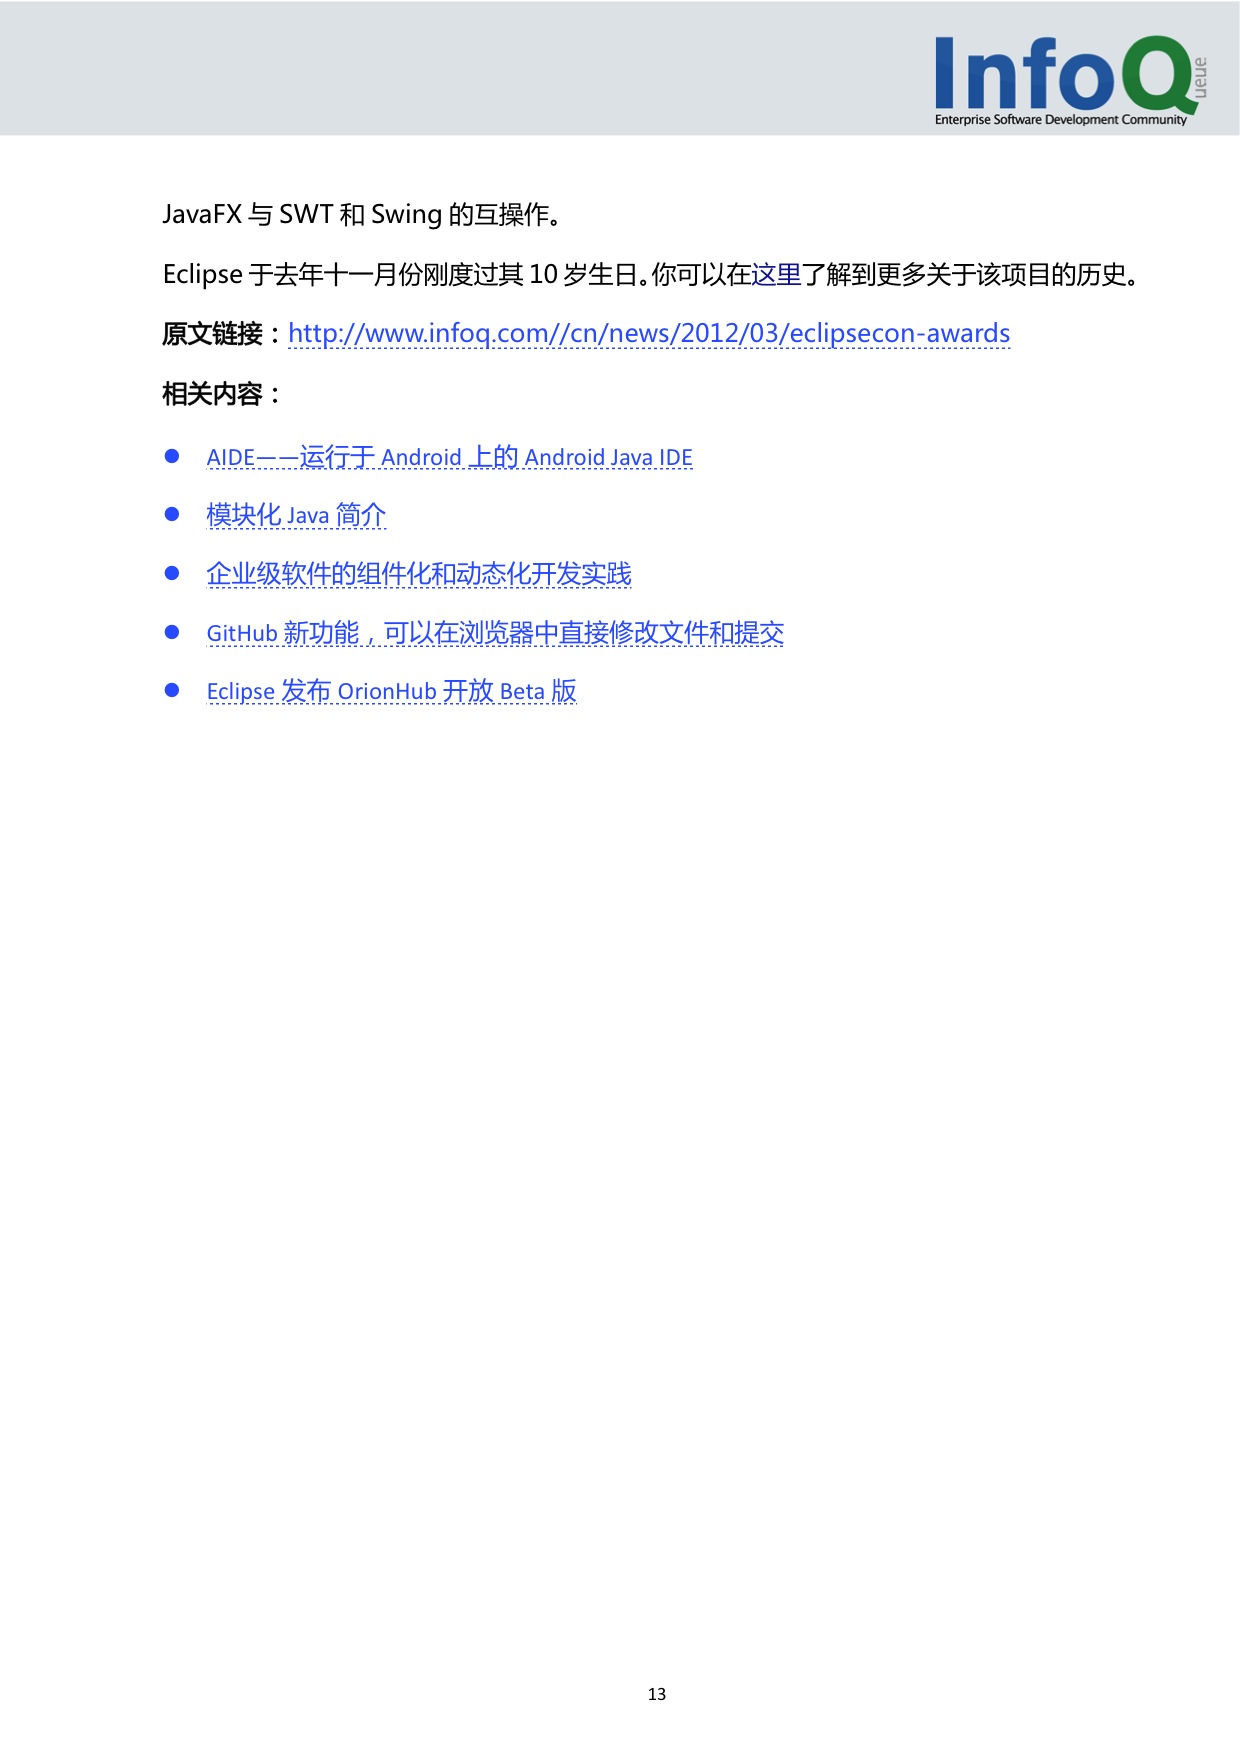 InfoQ
ueue
Enterprise Software Development Community
JavaFX 与 SWT 和 Swing 的互操作。
Eclipse 于去年十一月份刚度过其 10 岁生日。你可以在这里了解到更多关于该项目的历史。
原文链接：http://www.infoq.com//cn/news/2012/03/eclipsecon-awards
相关内容：
● AIDE——运行于 Android 上的 Android Java IDE
● 模块化 Java 简介
● 企业级软件的组件化和动态化开发实践
● GitHub 新功能，可以在浏览器中直接修改文件和提交
● Eclipse 发布 OrionHub 开放 Beta 版
13